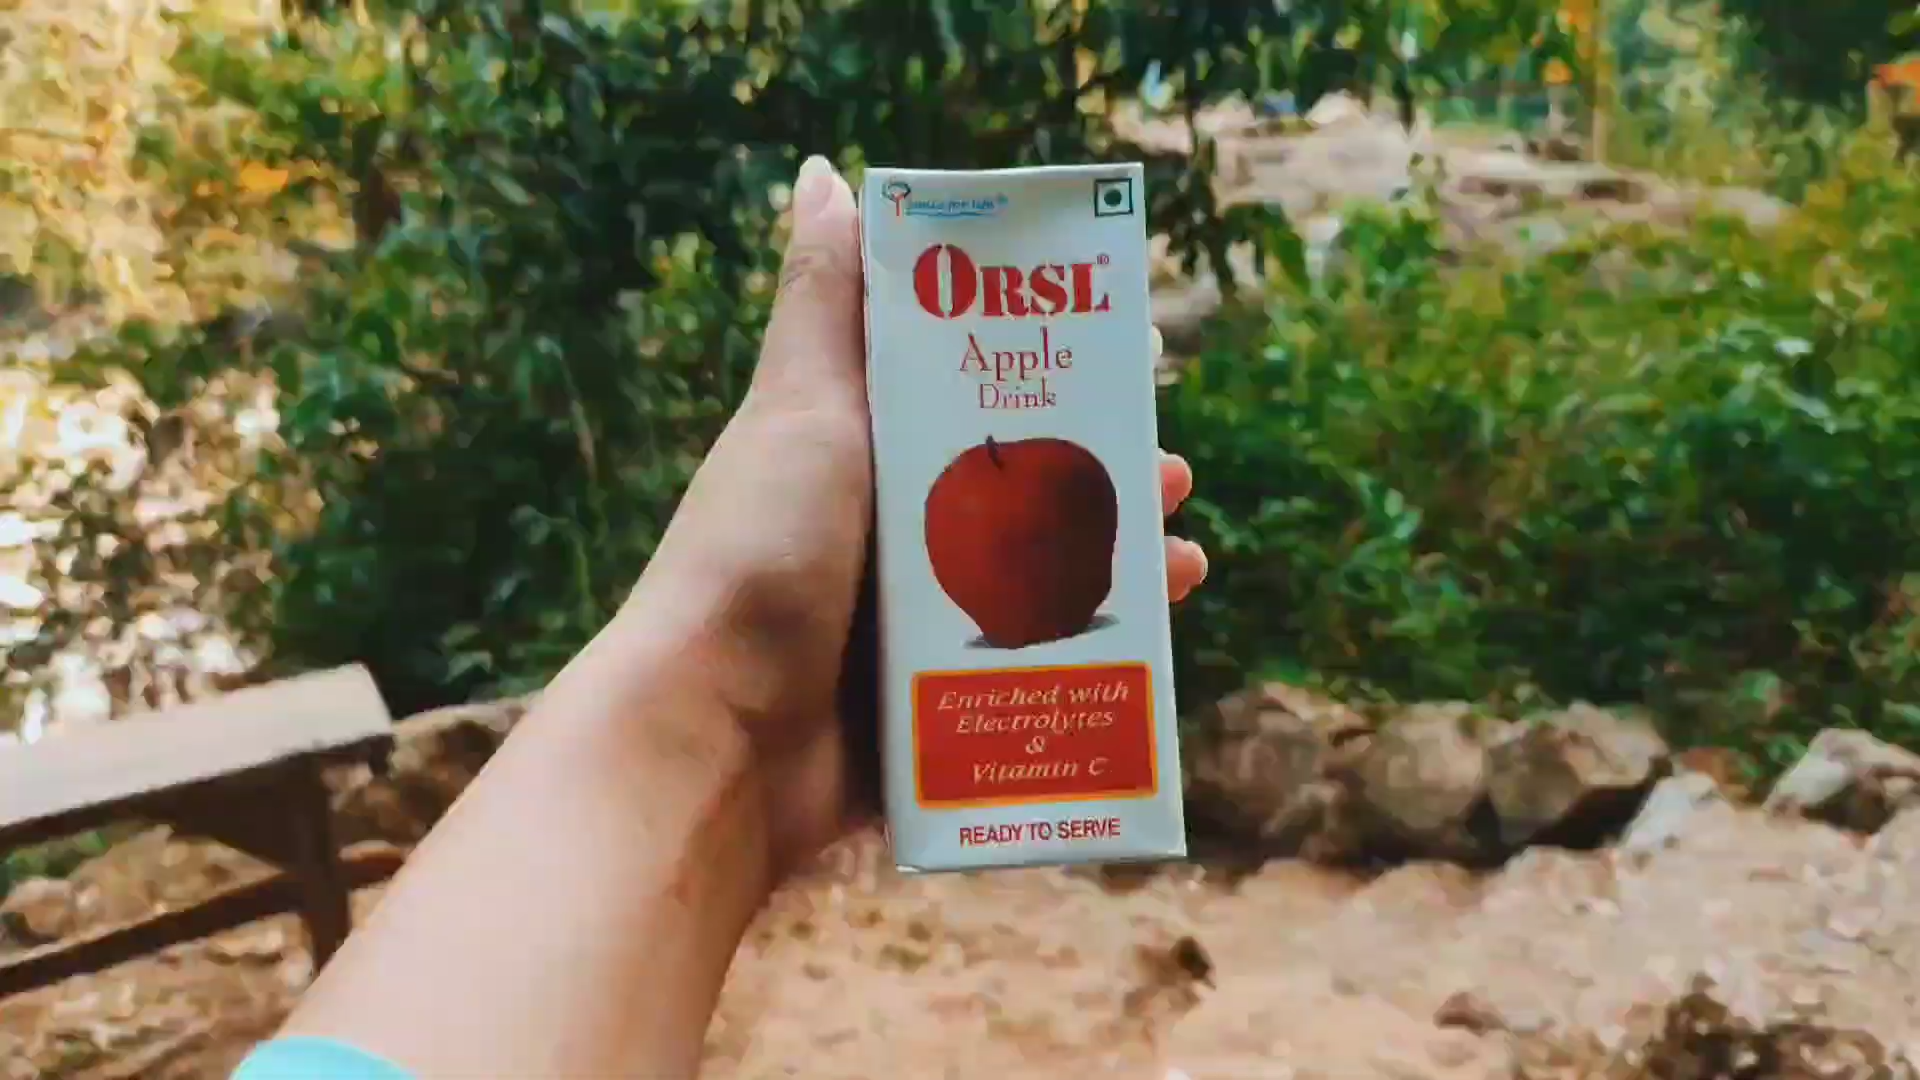 ORSL®
Apple
Drink
Enriched with
Electrolytes
&
Vitamin C
READY TO SERVE